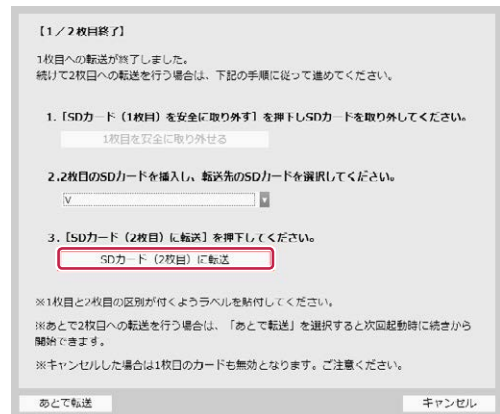 【1／2枚目終了】
1枚目への転送が終了しました。
続けて2枚目への転送を行う場合は、下記の手順に従って進めてください。
1.［SDカード（1枚目）を安全に取り外す］を押下しSDカードを取り外してください。
1枚目を安全に取り外せる
2.2枚目のSDカードを挿入し、転送先のSDカードを選択してください。
V
3.［SDカード（2枚目）に転送］を押下してください。
SDカード（2枚目）に転送
※1枚目と2枚目の区別が付くようラベルを貼付してください。
※あとで2枚目への転送を行う場合は、「あとで転送」を選択すると次回起動時に続きから
開始できます。
※キャンセルした場合は1枚目のカードも無効となります。ご注意ください。
あとで転送
キャンセル